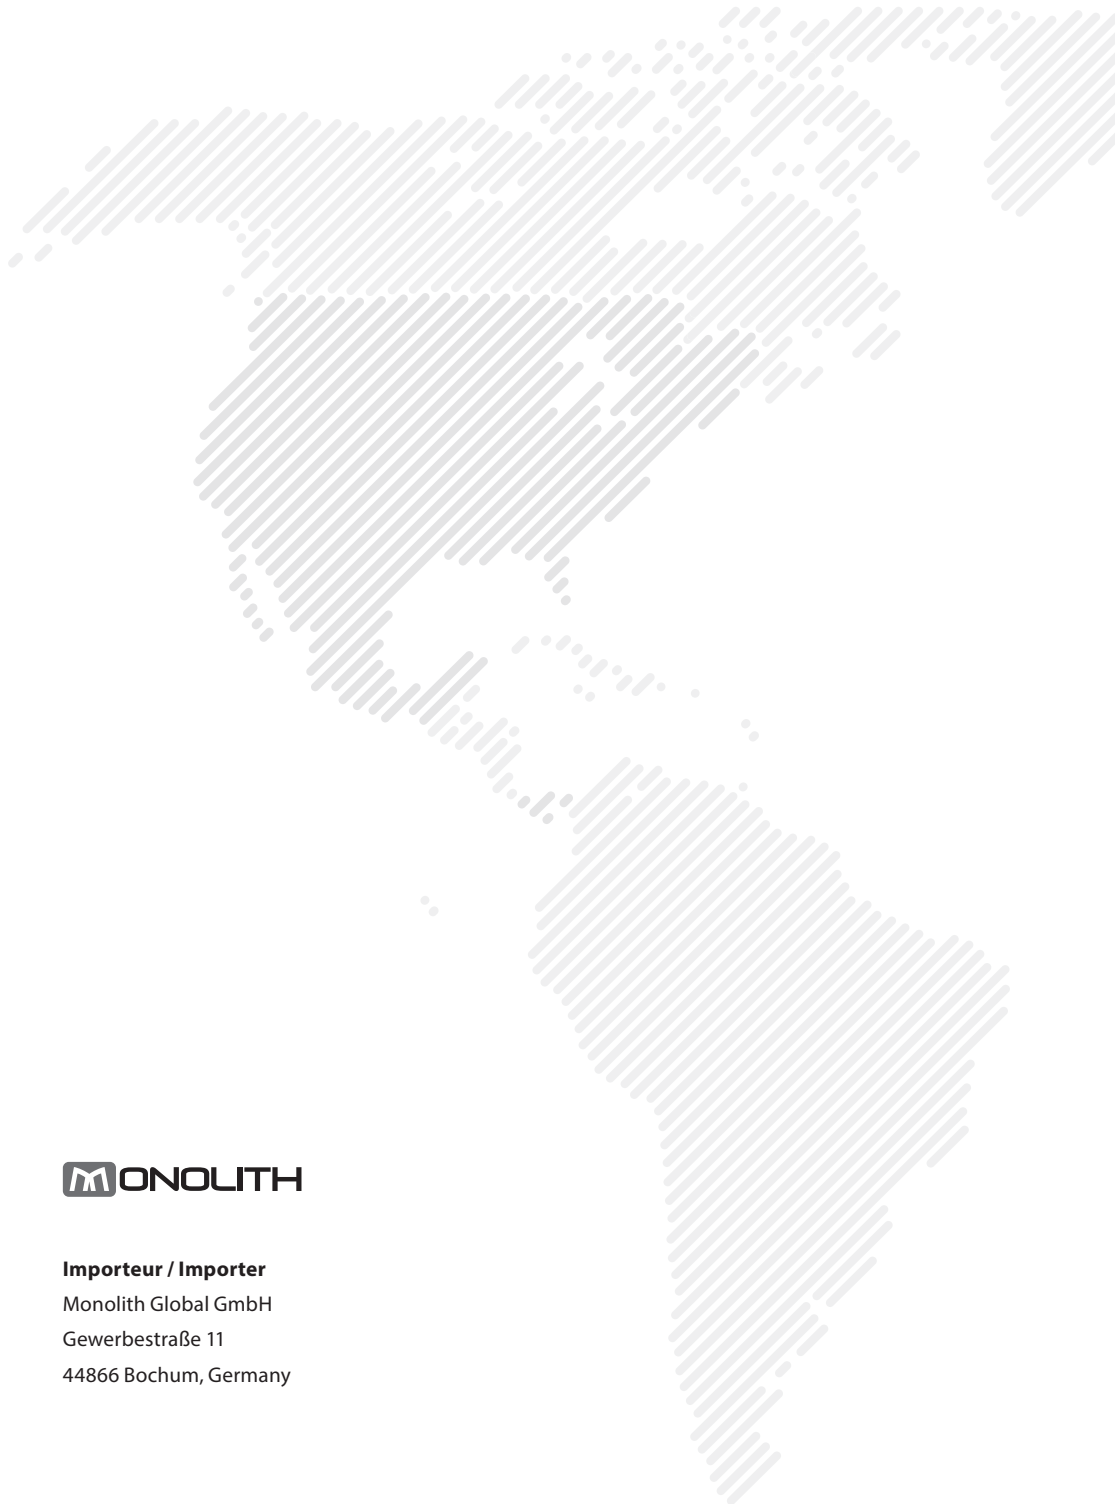 MONOLITH
Importeur / Importer
Monolith Global GmbH
Gewerbestraße 11
44866 Bochum, Germany